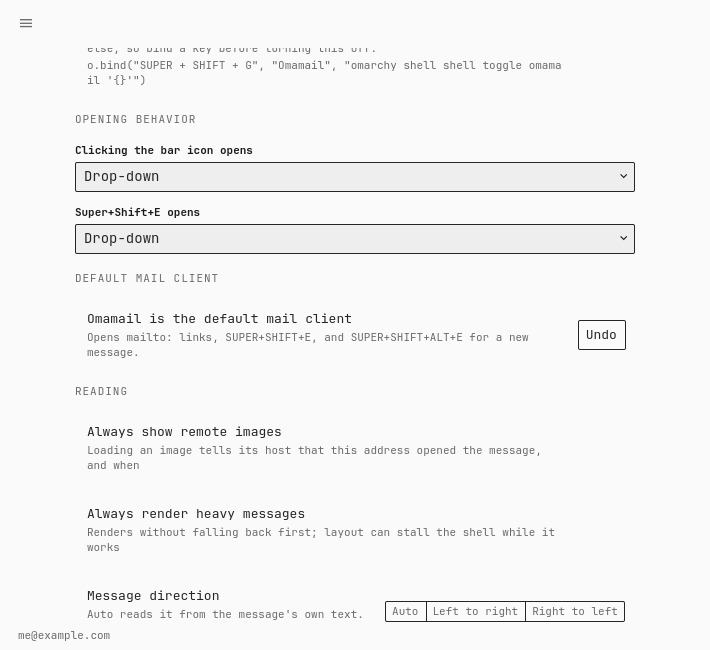 else, so bind a key before turning this off.
o.bind("SUPER + SHIFT + G", "Omamail", "omarchy shell shell toggle omama
il '{}'")
OPENING BEHAVIOR
Clicking the bar icon opens
Drop-down
Super+Shift+E opens
Drop-down
DEFAULT MAIL CLIENT
Omamail is the default mail client
Opens mailto: links, SUPER+SHIFT+E, and SUPER+SHIFT+ALT+E for a new
message.
Undo
READING
Always show remote images
Loading an image tells its host that this address opened the message,
and when
Always render heavy messages
Renders without falling back first; layout can stall the shell while it
works
Message direction
Auto reads it from the message's own text.
Auto Left to right Right to left
me@example.com